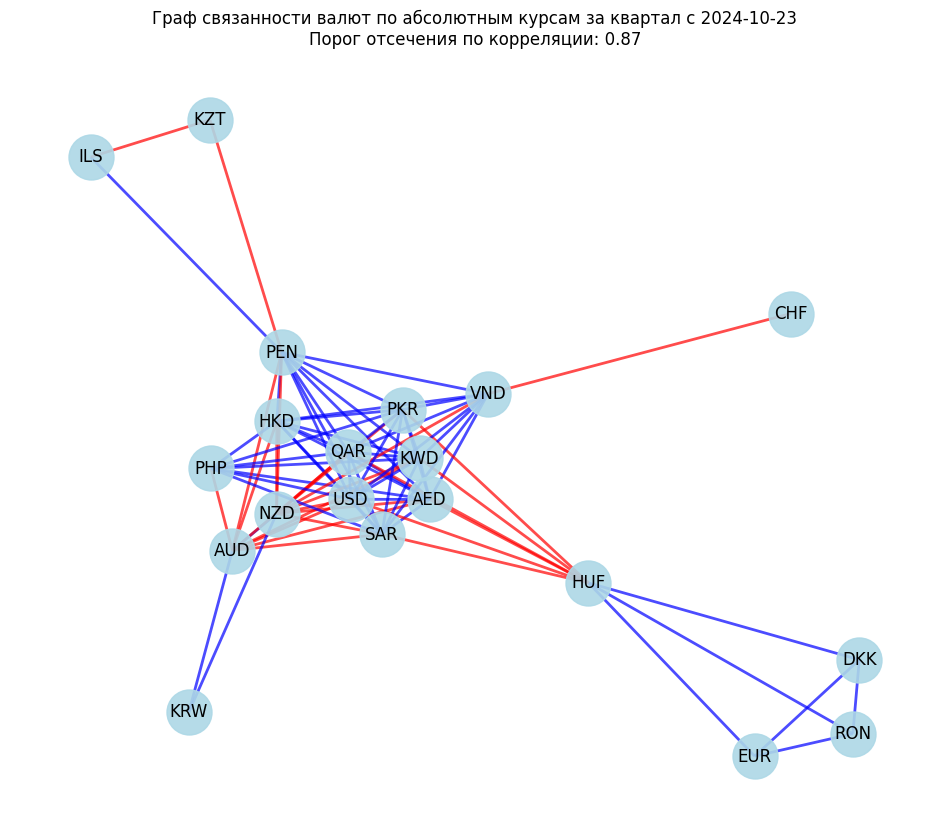 Граф связанности валют по абсолютным курсам за квартал с 2024-10-23
Порог отсечения по корреляции: 0.87
KZT
ILS
CHF
PEN
VND
PKR
HKD
QAR
KWD
PHP
USD
AED
NZD
SAR
AUD
HUF
DKK
KRW
RON
EUR